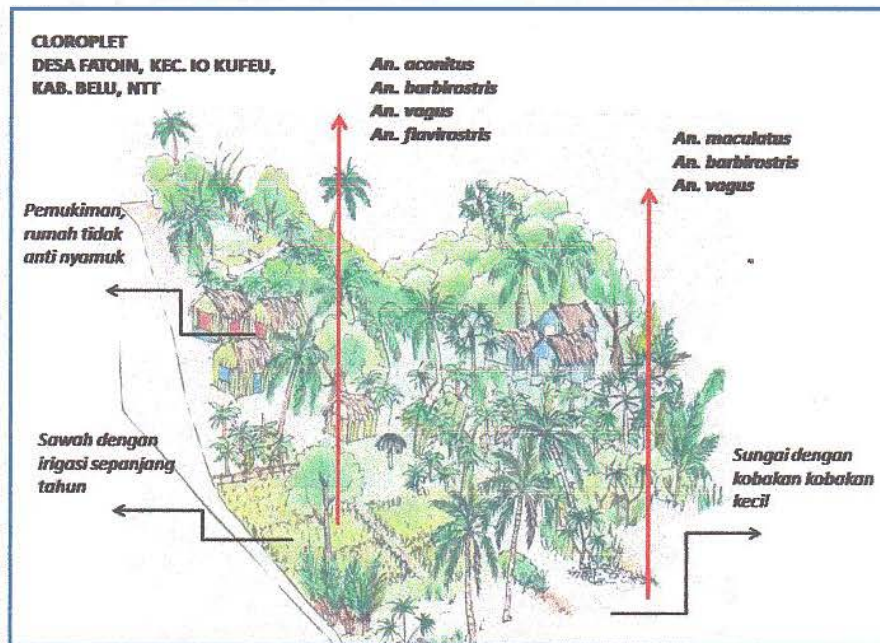 CLOROPLET
DESA FATOIN, KEC. IO KUFEU,
KAB. BELU, NTT
An. aconitus
An. barbirostris
An. vagus
An. flavirostris
An. maculatus
An. barbirostris
An. vagus
Pemukiman,
rumah tidak
anti nyamuk
Sawah dengan
irigasi sepanjang
tahun
Sungai dengan
kobakan kobakan
kecil